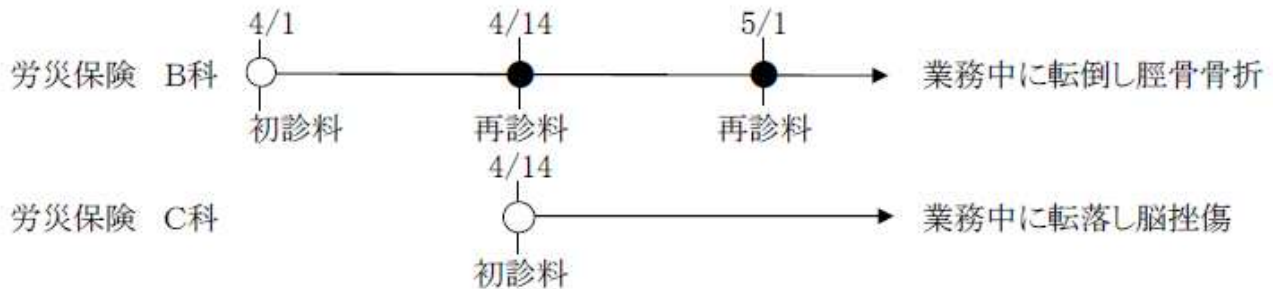 4/1 4/14 5/1
労災保険 B科 業務中に転倒し脛骨骨折
初診料 再診料 再診料
4/14
労災保険 C科 業務中に転落し脳挫傷
初診料